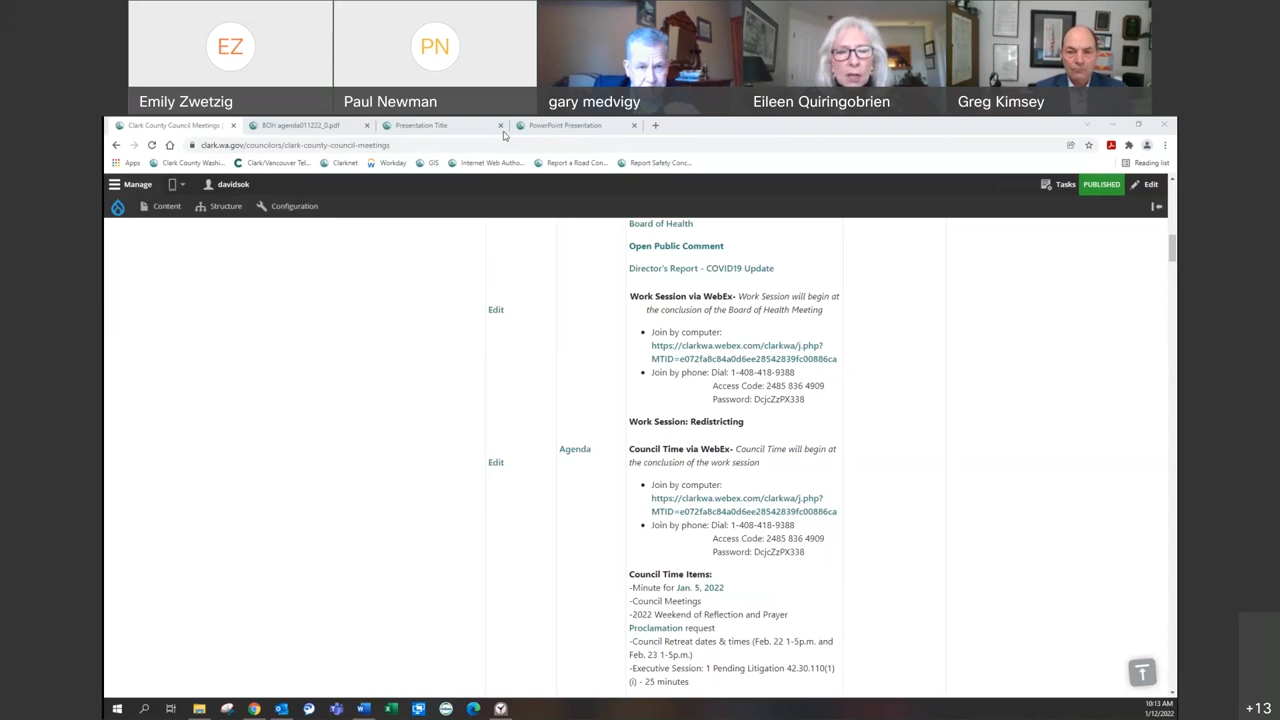 EZ
PN
Emily Zwetzig
Paul Newman
gary medvigy
Eileen Quiringobrien
Greg Kimsey
Clark County Council Meetings |
BOH agenda011222_0.pdf
Presentation Title
PowerPoint Presentation
clark.wa.gov/councilors/clark-county-council-meetings
Apps
Clark County Washi...
Clark/Vancouver Tel...
Clarknet
Workday
GIS
Internet Web Autho...
Report a Road Con...
Report Safety Conc...
Reading list
Manage
davidsok
Tasks
PUBLISHED
Edit
Content
Structure
Configuration
Board of Health
Open Public Comment
Director's Report - COVID19 Update
Work Session via WebEx- Work Session will begin at
the conclusion of the Board of Health Meeting
Edit
• Join by computer:
https://clarkwa.webex.com/clarkwa/j.php?
MTID=e072fa8c84a0d6ee28542839fc00886ca
• Join by phone: Dial: 1-408-418-9388
Access Code: 2485 836 4909
Password: DcjcZzPX338
Work Session: Redistricting
Agenda
Council Time via WebEx- Council Time will begin at
the conclusion of the work session
Edit
• Join by computer:
https://clarkwa.webex.com/clarkwa/j.php?
MTID=e072fa8c84a0d6ee28542839fc00886ca
• Join by phone: Dial: 1-408-418-9388
Access Code: 2485 836 4909
Password: DcjcZzPX338
Council Time Items:
-Minute for Jan. 5, 2022
-Council Meetings
-2022 Weekend of Reflection and Prayer
Proclamation request
-Council Retreat dates & times (Feb. 22 1-5p.m. and
Feb. 23 1-5p.m.)
-Executive Session: 1 Pending Litigation 42.30.110(1)
(i) - 25 minutes
10:13 AM
1/12/2022
+13